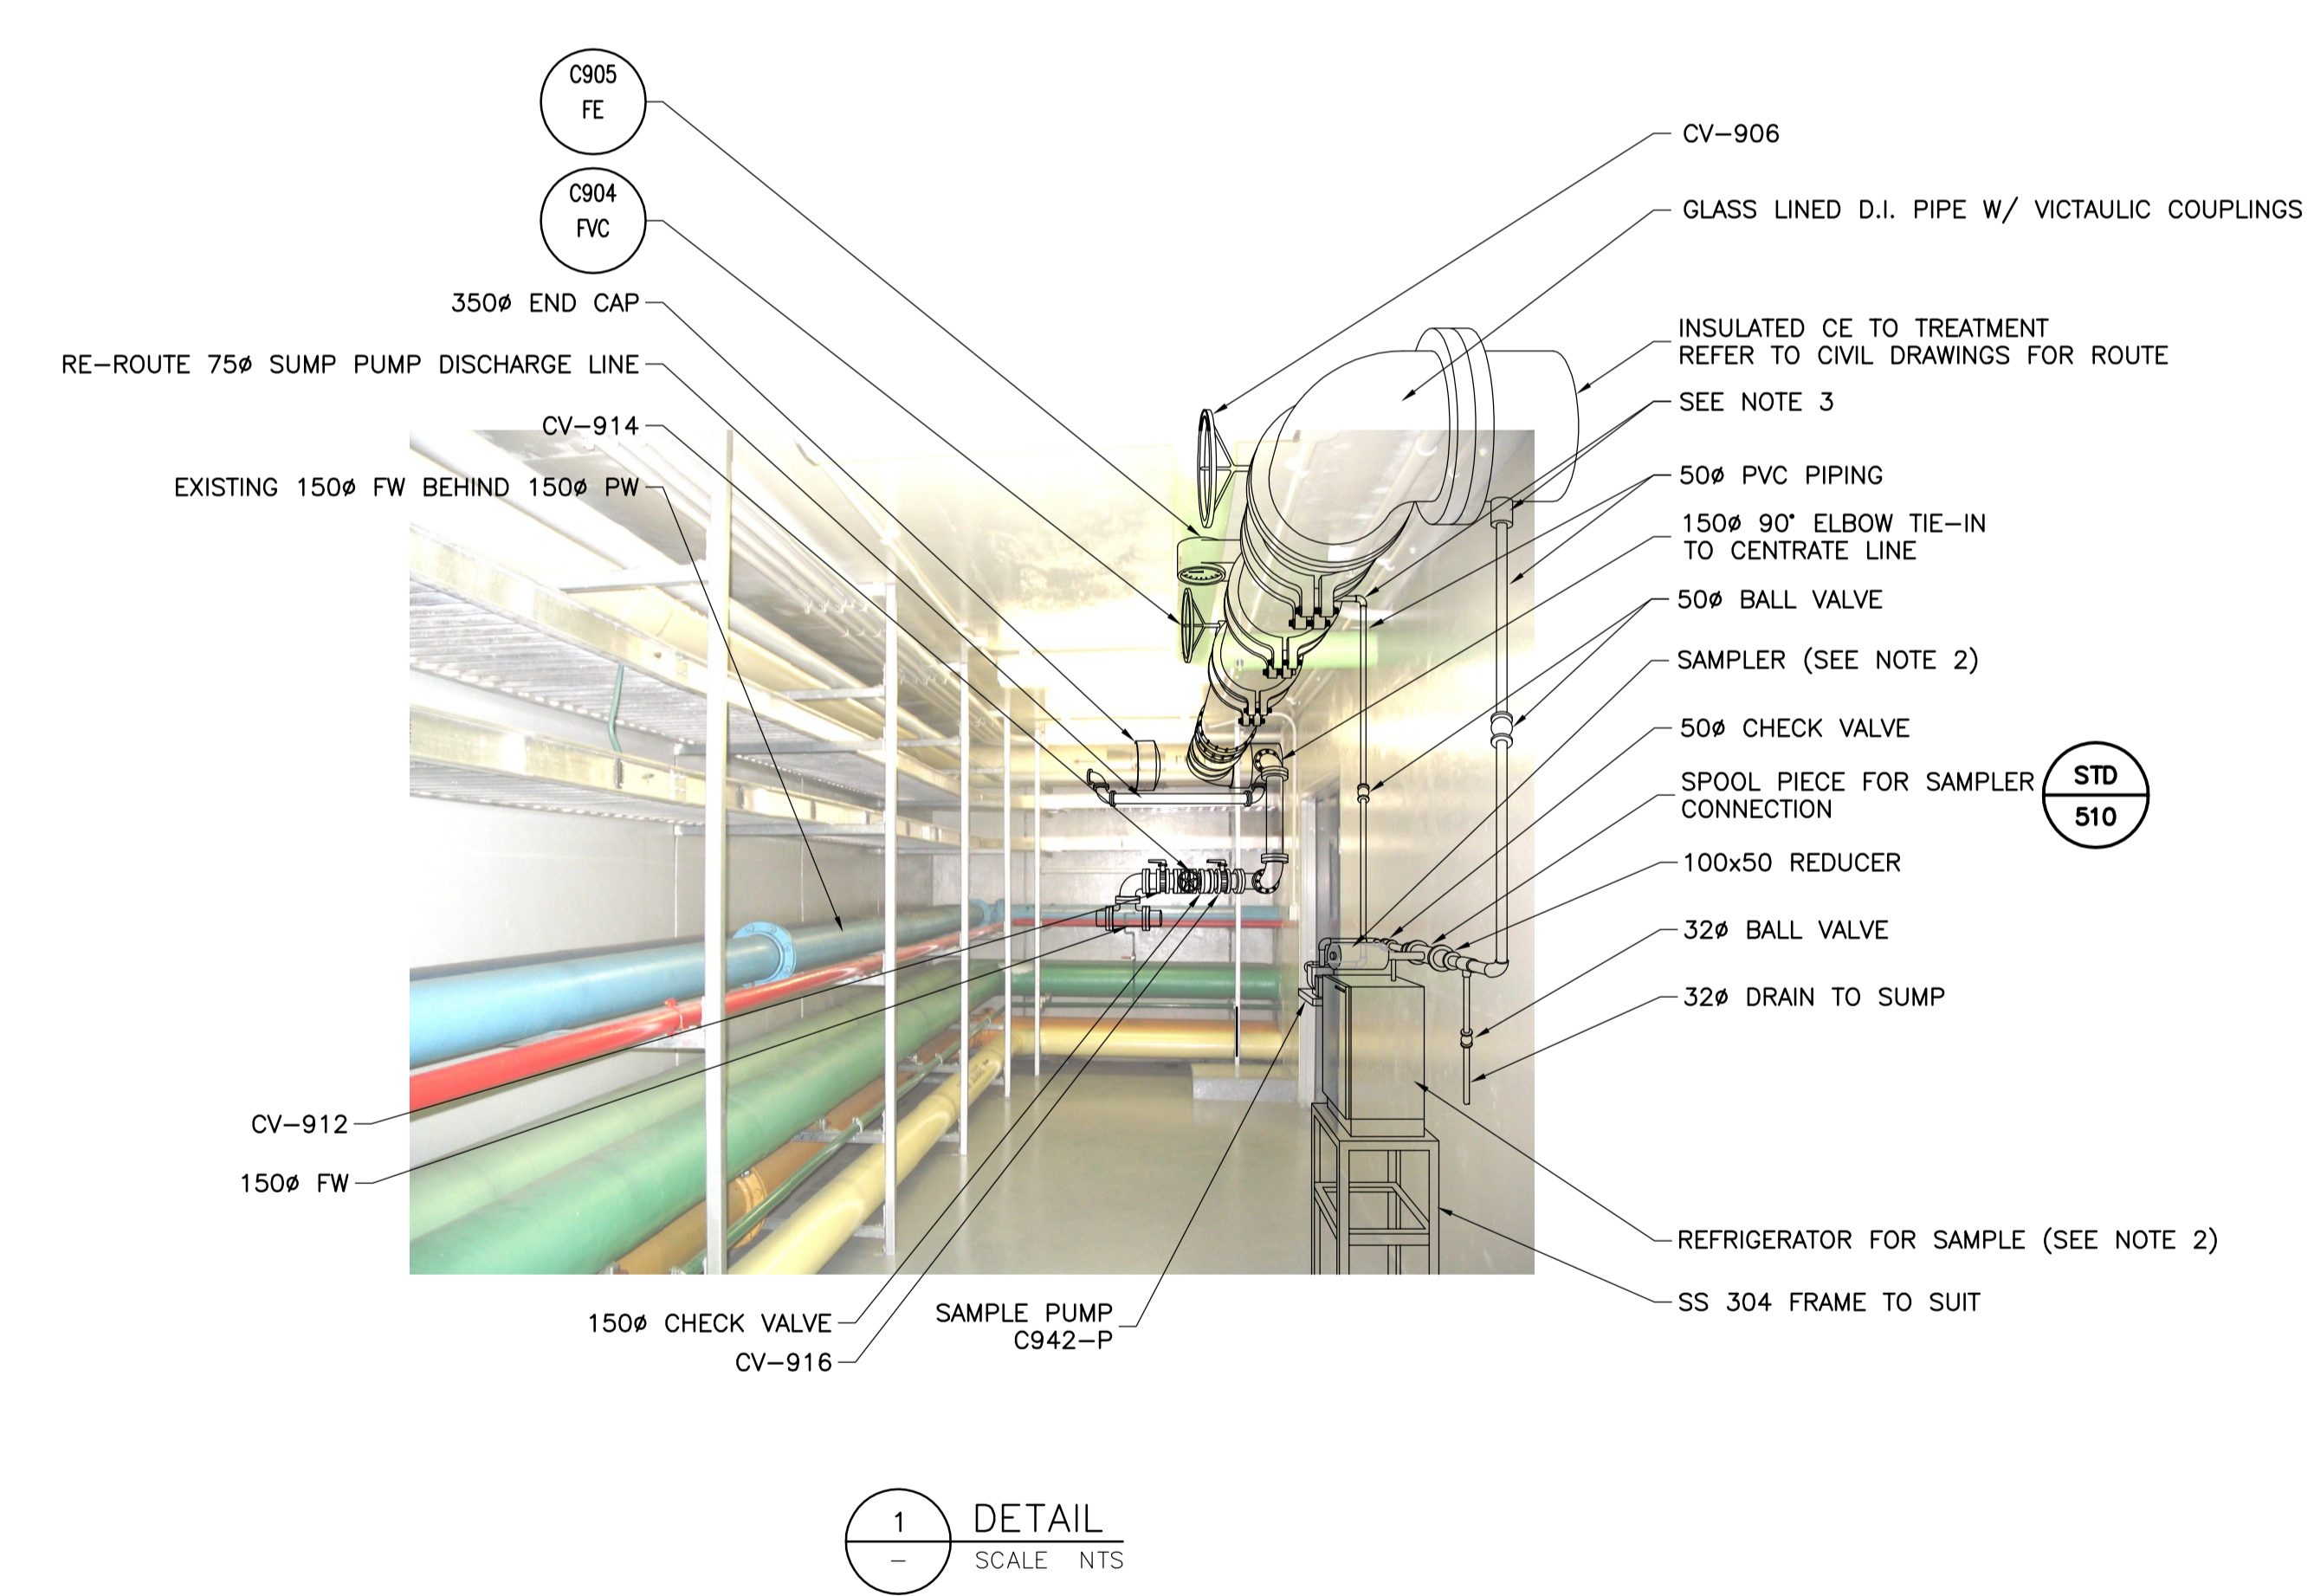 C905
FE
C904
FVC
350ø END CAP
RE-ROUTE 75ø SUMP PUMP DISCHARGE LINE
CV-914
EXISTING 150ø FW BEHIND 150ø PW
CV-912
150ø FW
150ø CHECK VALVE
CV-916
SAMPLE PUMP
C942-P
CV-906
GLASS LINED D.I. PIPE W/ VICTAULIC COUPLINGS
INSULATED CE TO TREATMENT
REFER TO CIVIL DRAWINGS FOR ROUTE
SEE NOTE 3
50ø PVC PIPING
150ø 90° ELBOW TIE-IN
TO CENTRATE LINE
50ø BALL VALVE
SAMPLER (SEE NOTE 2)
50ø CHECK VALVE
SPOOL PIECE FOR SAMPLER
CONNECTION
STD
510
100x50 REDUCER
32ø BALL VALVE
32ø DRAIN TO SUMP
REFRIGERATOR FOR SAMPLE (SEE NOTE 2)
SS 304 FRAME TO SUIT
1
–
DETAIL
SCALE NTS